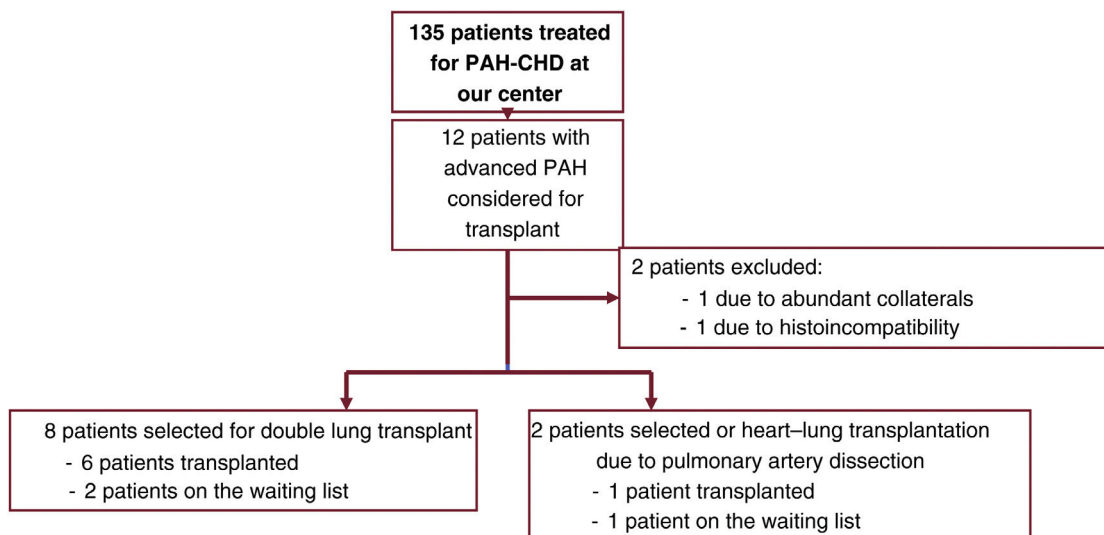 135 patients treated
for PAH-CHD at
our center
12 patients with
advanced PAH
considered for
transplant
2 patients excluded:
- 1 due to abundant collaterals
- 1 due to histoincompatibility
8 patients selected for double lung transplant
- 6 patients transplanted
- 2 patients on the waiting list
2 patients selected or heart–lung transplantation
due to pulmonary artery dissection
- 1 patient transplanted
- 1 patient on the waiting list